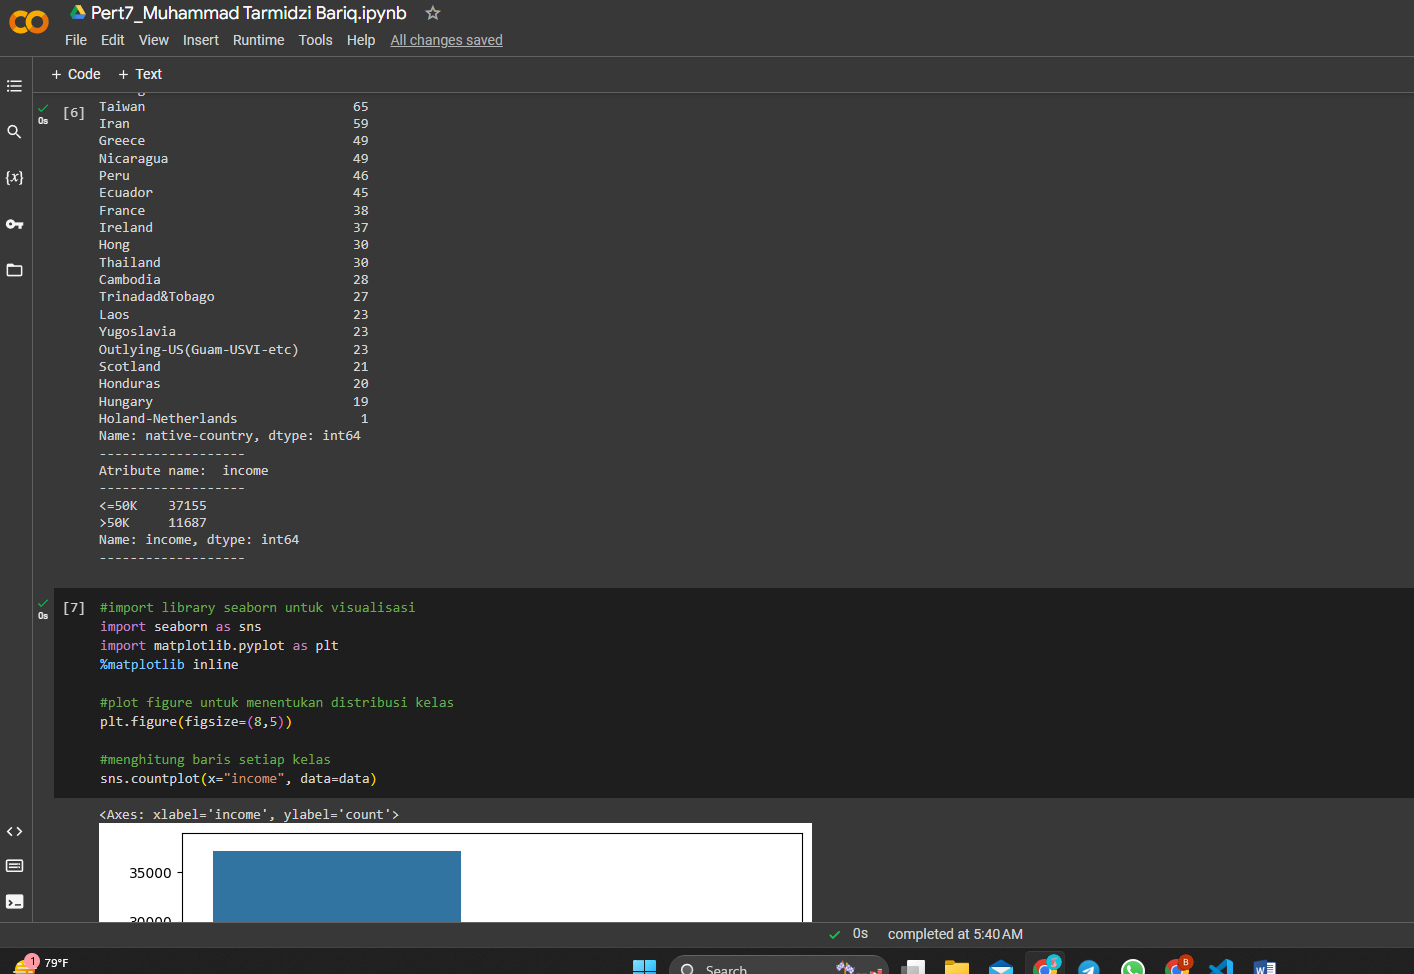 Pert7_Muhammad Tarmidzi Bariq.ipynb
File Edit View Insert Runtime Tools Help All changes saved
+ Code + Text
[6]
0s
Taiwan 65
Iran 59
Greece 49
Nicaragua 49
Peru 46
Ecuador 45
France 38
Ireland 37
Hong 30
Thailand 30
Cambodia 28
Trinadad&Tobago 27
Laos 23
Yugoslavia 23
Outlying-US(Guam-USVI-etc) 23
Scotland 21
Honduras 20
Hungary 19
Holand-Netherlands 1
Name: native-country, dtype: int64
-------------------
Atribute name:  income
-------------------
<=50K 37155
>50K 11687
Name: income, dtype: int64
-------------------
[7]
0s
#import library seaborn untuk visualisasi
import seaborn as sns
import matplotlib.pyplot as plt
%matplotlib inline
#plot figure untuk menentukan distribusi kelas
plt.figure(figsize=(8,5))
#menghitung baris setiap kelas
sns.countplot(x="income", data=data)
<Axes: xlabel='income', ylabel='count'>
35000
30000
0s completed at 5:40 AM
1 79°F
Search
B